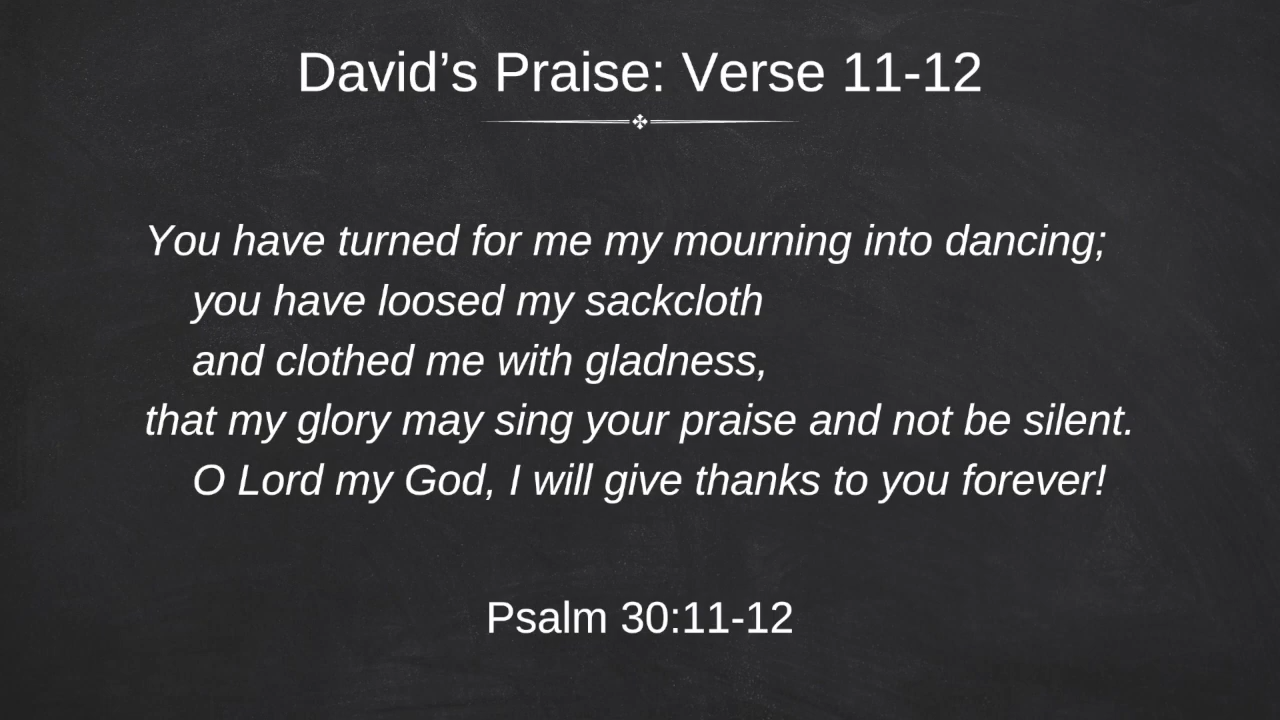 David’s Praise: Verse 11-12
You have turned for me my mourning into dancing;
you have loosed my sackcloth
and clothed me with gladness,
that my glory may sing your praise and not be silent.
O Lord my God, I will give thanks to you forever!
Psalm 30:11-12